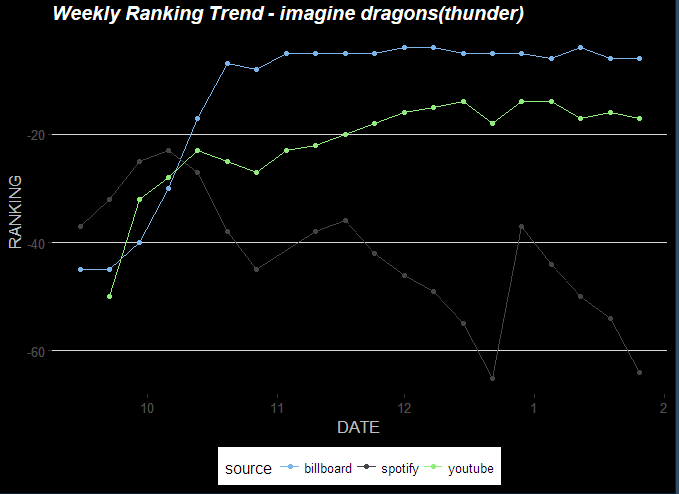 Weekly Ranking Trend - imagine dragons(thunder)
-20
-40
-60
RANKING
10 11 12 1 2
DATE
source billboard spotify youtube